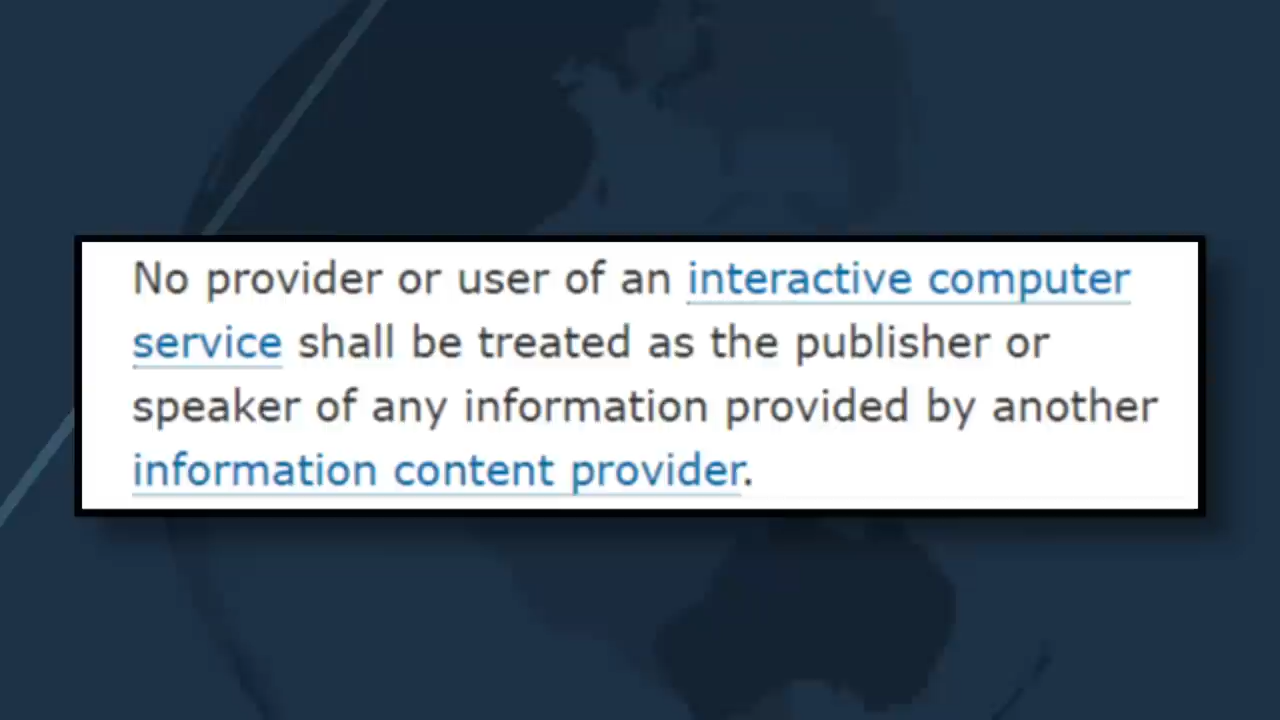 No provider or user of an interactive computer
service shall be treated as the publisher or
speaker of any information provided by another
information content provider.